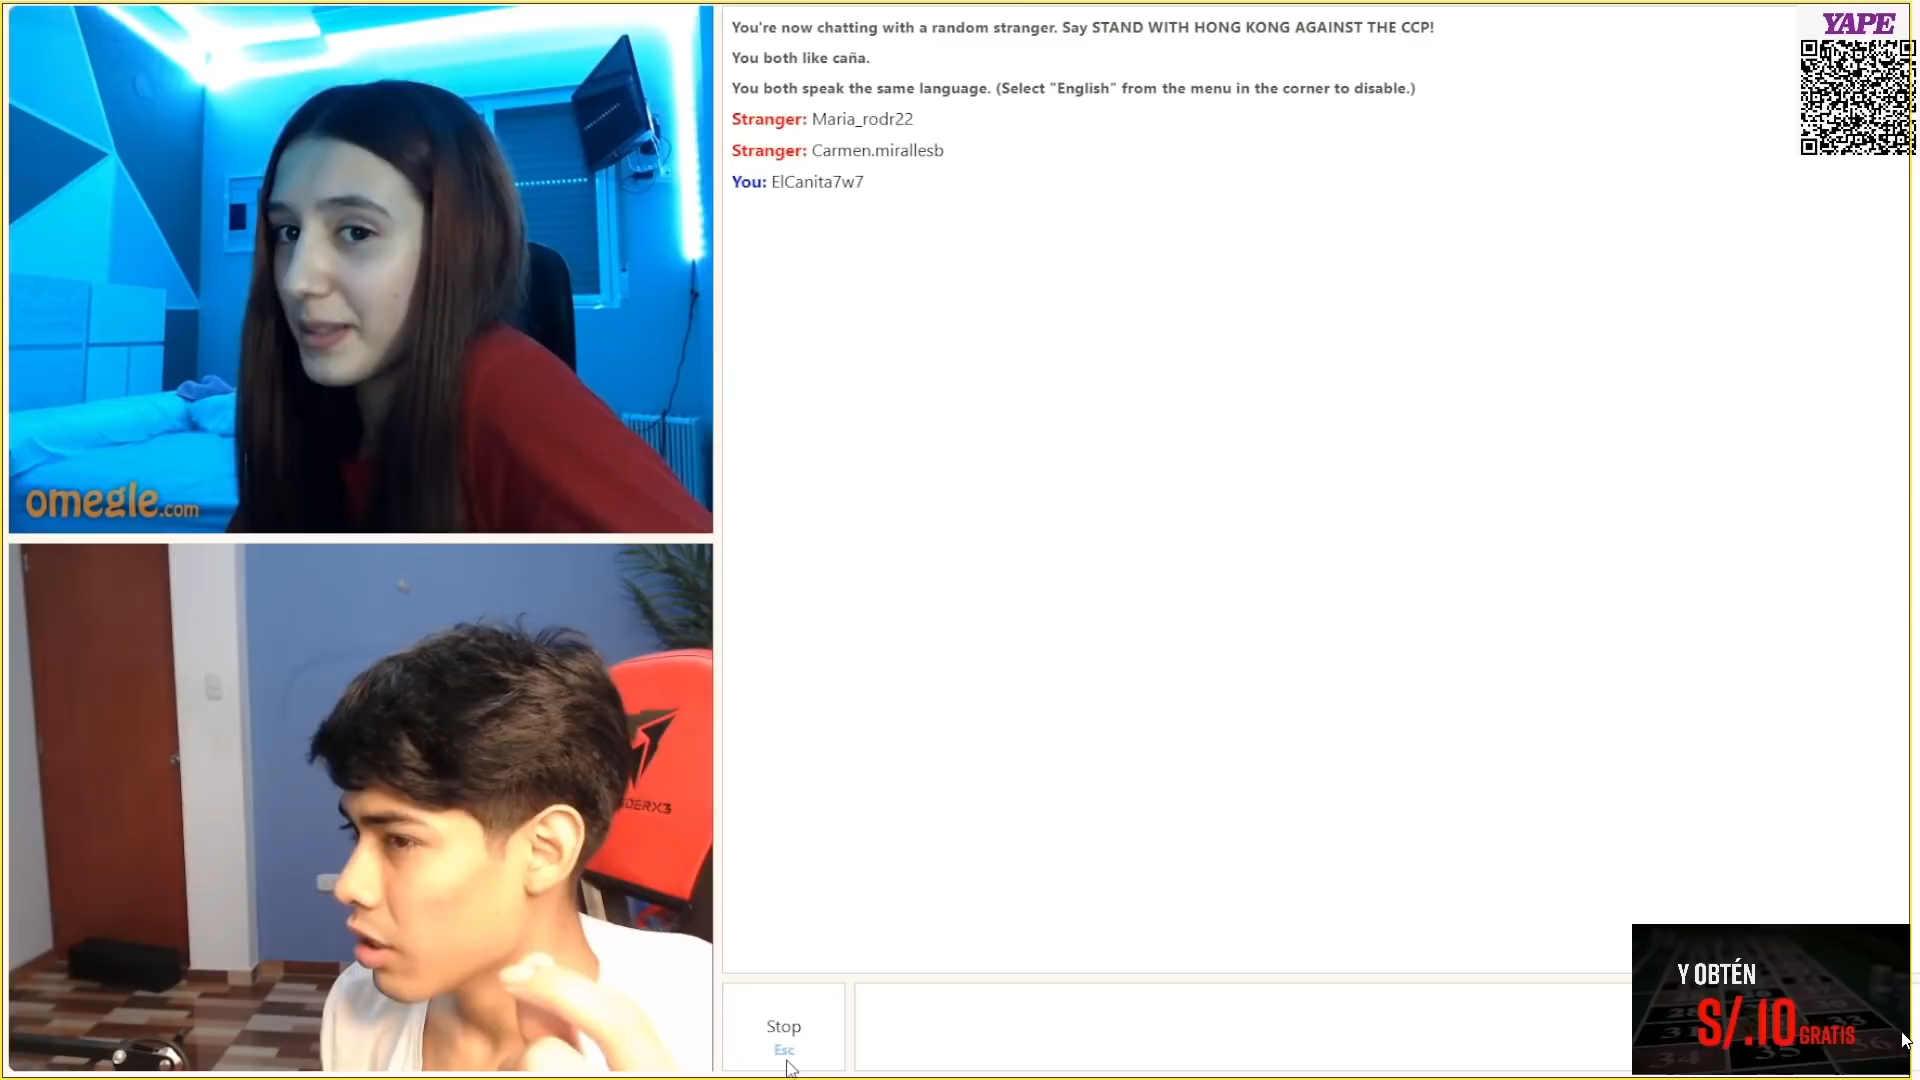 You're now chatting with a random stranger. Say STAND WITH HONG KONG AGAINST THE CCP!
You both like caña.
You both speak the same language. (Select "English" from the menu in the corner to disable.)
Stranger: Maria_rodr22
Stranger: Carmen.mirallesb
You: ElCanita7w7
YAPE
omegle.com
Stop
Esc
Y OBTÉN
S/.10 GRATIS